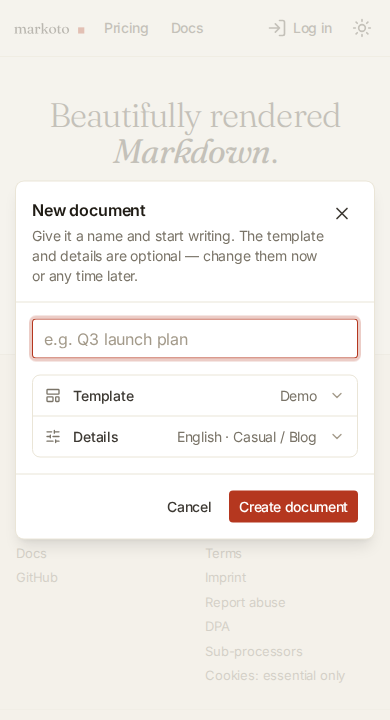 markoto
Pricing
Docs
Log in
Beautifully rendered
Markdown.
New document
Give it a name and start writing. The template
and details are optional — change them now
or any time later.
e.g. Q3 launch plan
Template
Demo
Details
English · Casual / Blog
Cancel
Create document
Docs
GitHub
Terms
Imprint
Report abuse
DPA
Sub-processors
Cookies: essential only